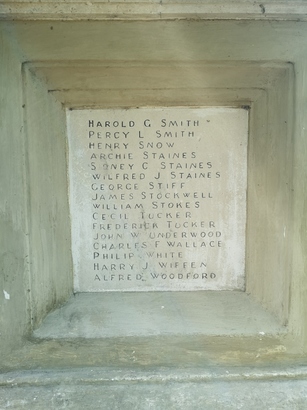 HAROLD G SMITH
PERCY L SMITH
HENRY SNOW
ARCHIE STAINES
SIDNEY C STAINES
WILFRED J STAINES
GEORGE STIFF
JAMES STOCKWELL
WILLIAM STOKES
CECIL TUCKER
FREDERICK TUCKER
JOHN W UNDERWOOD
CHARLES F WALLACE
PHILIP WHITE
HARRY J WIFFEN
ALFRED WOODFORD